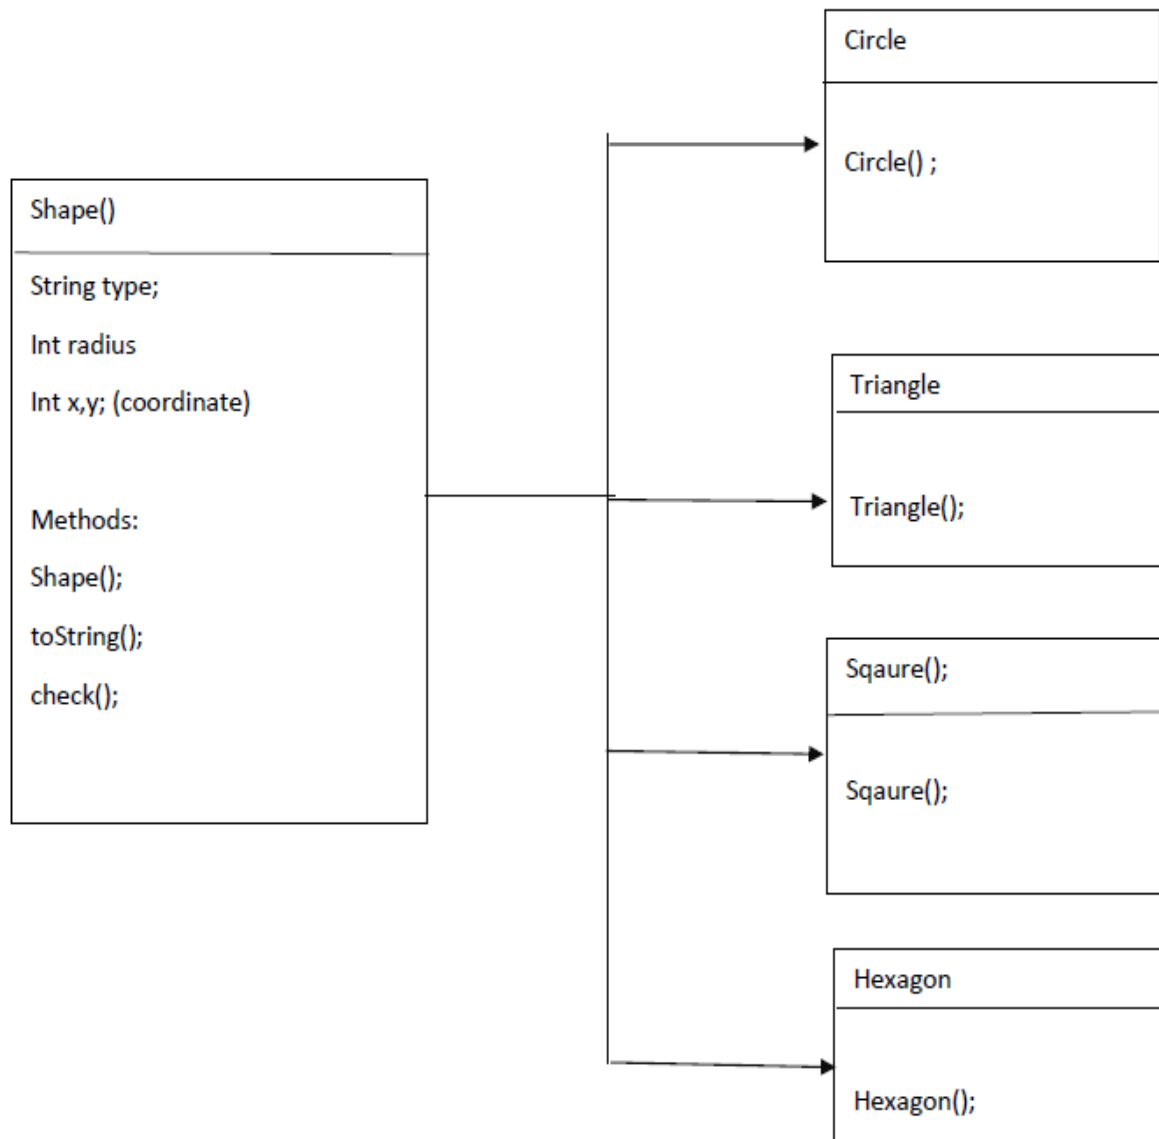 Shape()
String type;
Int radius
Int x,y; (coordinate)
Methods:
Shape();
toString();
check();
Circle
Circle() ;
Triangle
Triangle();
Sqaure();
Sqaure();
Hexagon
Hexagon();